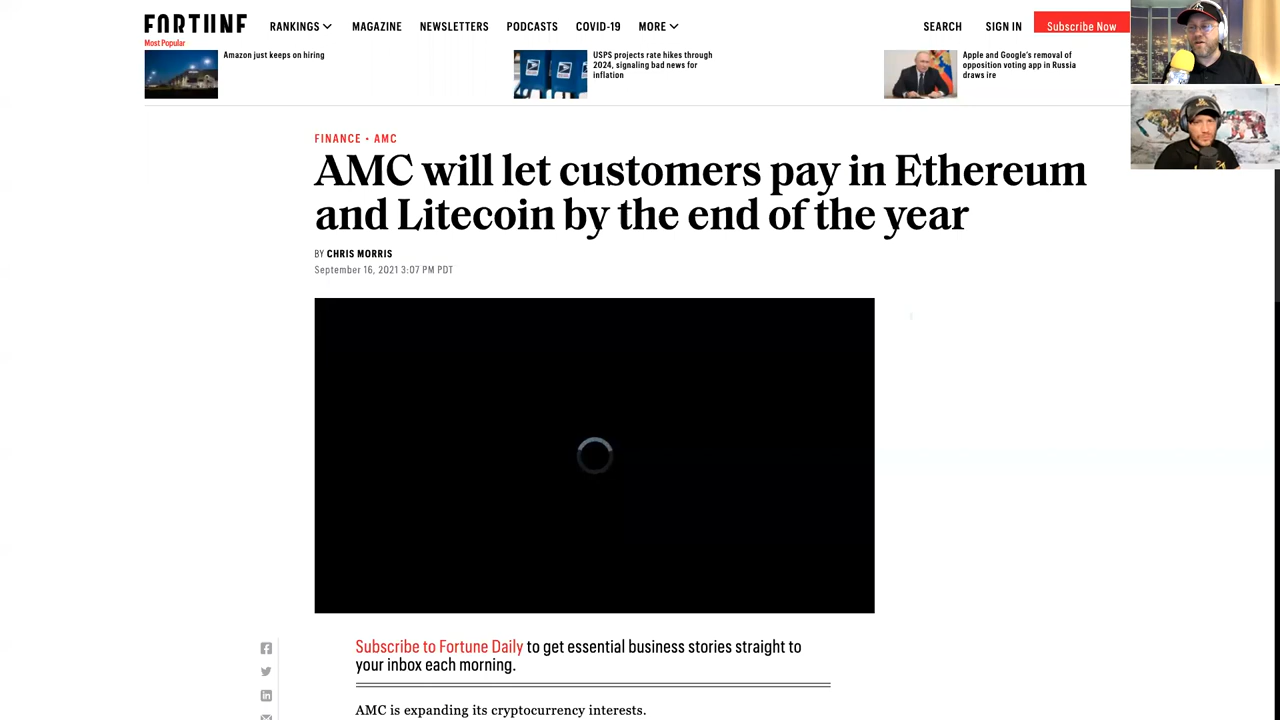 FORTUNE
RANKINGS
MAGAZINE
NEWSLETTERS
PODCASTS
COVID-19
MORE
SEARCH
SIGN IN
Subscribe Now
Most Popular
Amazon just keeps on hiring
USPS projects rate hikes through
2024, signaling bad news for
inflation
Apple and Google's removal of
opposition voting app in Russia
draws ire
FINANCE • AMC
AMC will let customers pay in Ethereum
and Litecoin by the end of the year
BY CHRIS MORRIS
September 16, 2021 3:07 PM PDT
Subscribe to Fortune Daily to get essential business stories straight to
your inbox each morning.
AMC is expanding its cryptocurrency interests.